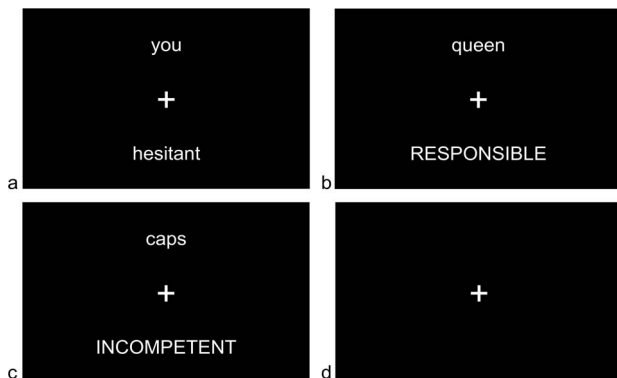 you
+
hesitant
a
queen
+
RESPONSIBLE
b
caps
+
INCOMPETENT
c
+
d